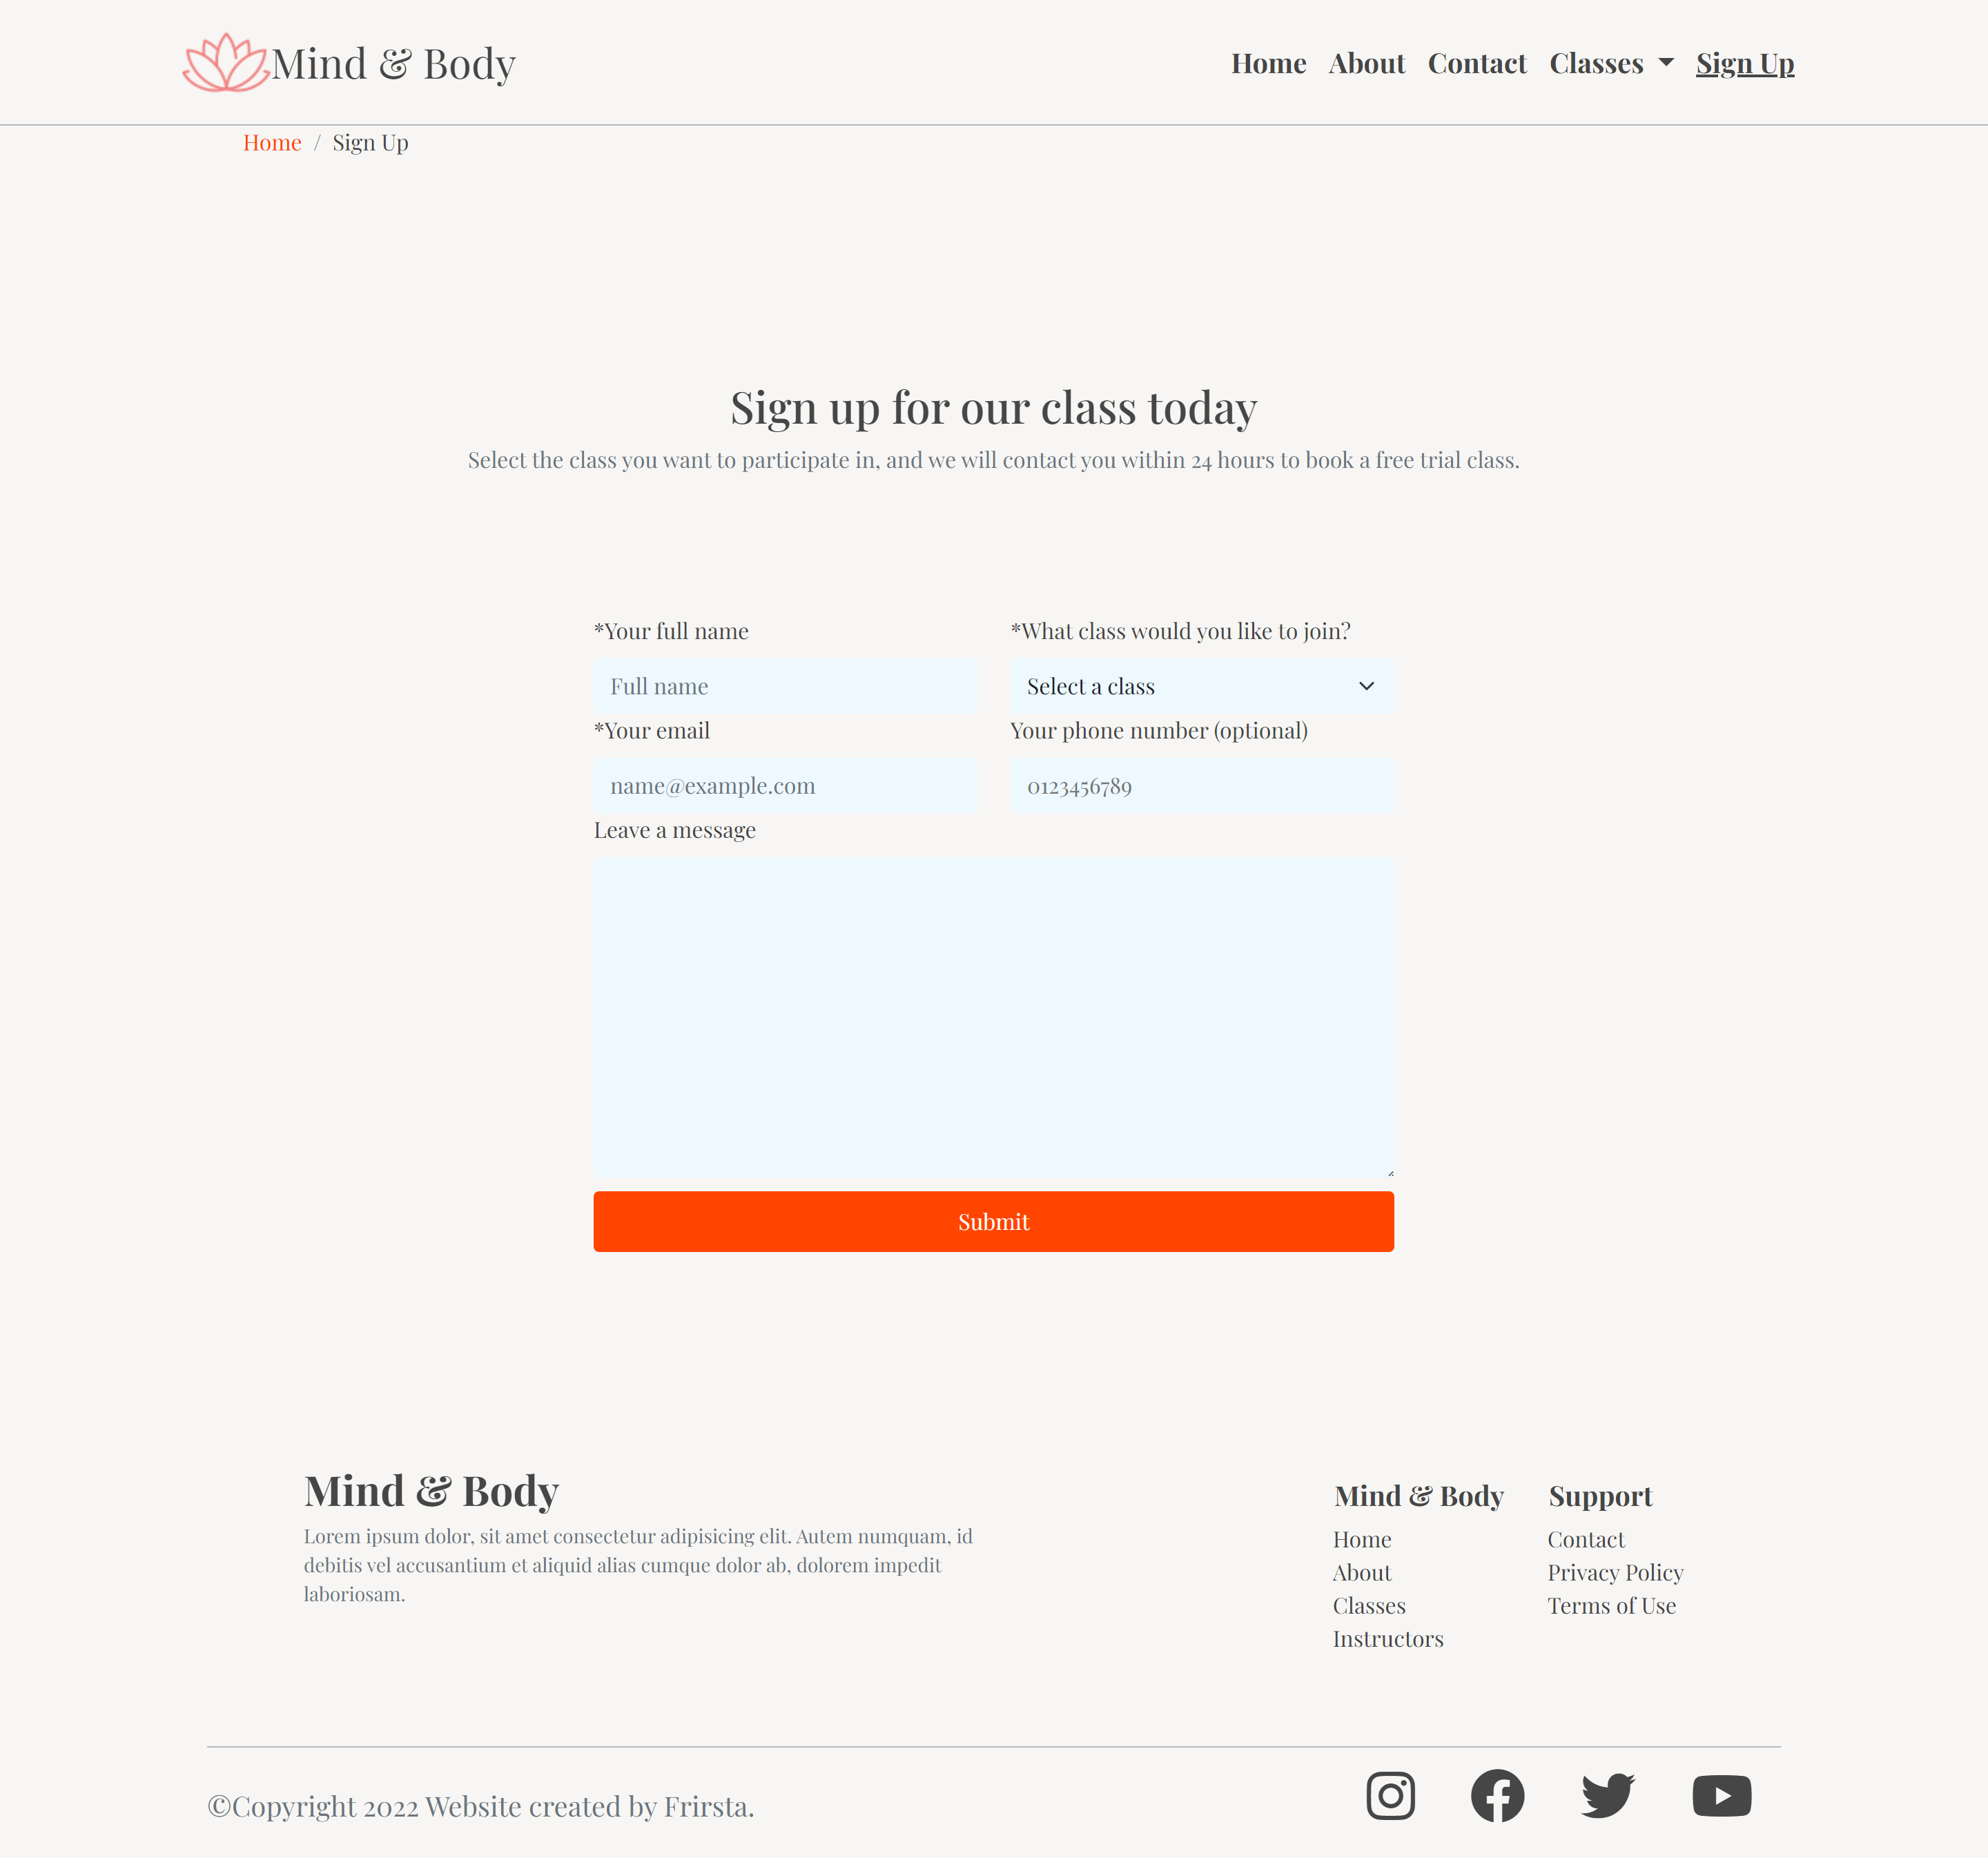 Mind & Body
Home About Contact Classes Sign Up
Home / Sign Up
Sign up for our class today
Select the class you want to participate in, and we will contact you within 24 hours to book a free trial class.
*Your full name
*What class would you like to join?
Full name
Select a class
*Your email
Your phone number (optional)
name@example.com
0123456789
Leave a message
Submit
Mind & Body
Lorem ipsum dolor, sit amet consectetur adipisicing elit. Autem numquam, id
debitis vel accusantium et aliquid alias cumque dolor ab, dolorem impedit
laboriosam.
Mind & Body
Home
About
Classes
Instructors
Support
Contact
Privacy Policy
Terms of Use
©Copyright 2022 Website created by Frirsta.